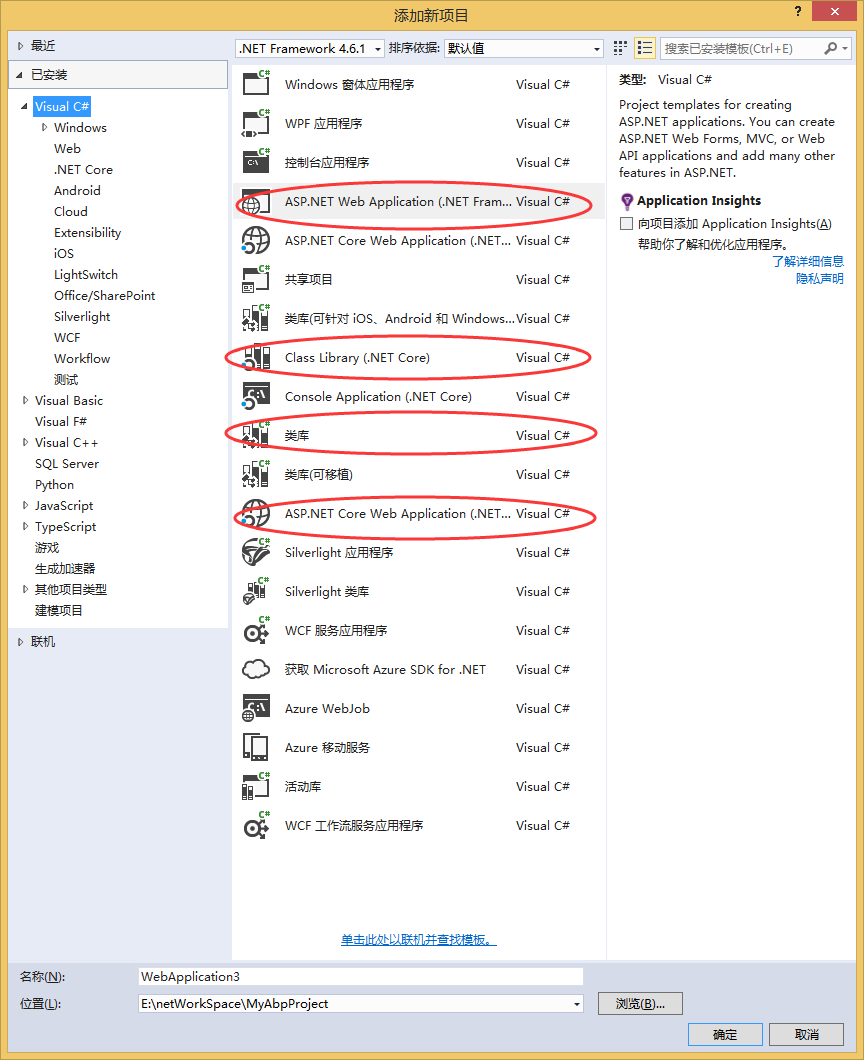 添加新项目
?
最近
已安装
Visual C#
Windows
Web
.NET Core
Android
Cloud
Extensibility
iOS
LightSwitch
Office/SharePoint
Silverlight
WCF
Workflow
测试
Visual Basic
Visual F#
Visual C++
SQL Server
Python
JavaScript
TypeScript
游戏
生成加速器
其他项目类型
建模项目
联机
.NET Framework 4.6.1 排序依据: 默认值
搜索已安装模板(Ctrl+E)
Windows 窗体应用程序 Visual C#
WPF 应用程序 Visual C#
控制台应用程序 Visual C#
ASP.NET Web Application (.NET Fram... Visual C#
ASP.NET Core Web Application (.NET... Visual C#
共享项目 Visual C#
类库(可针对 iOS、Android 和 Windows... Visual C#
Class Library (.NET Core) Visual C#
Console Application (.NET Core) Visual C#
类库 Visual C#
类库(可移植) Visual C#
ASP.NET Core Web Application (.NET... Visual C#
Silverlight 应用程序 Visual C#
Silverlight 类库 Visual C#
WCF 服务应用程序 Visual C#
获取 Microsoft Azure SDK for .NET Visual C#
Azure WebJob Visual C#
Azure 移动服务 Visual C#
活动库 Visual C#
WCF 工作流服务应用程序 Visual C#
单击此处以联机并查找模板。
类型: Visual C#
Project templates for creating
ASP.NET applications. You can create
ASP.NET Web Forms, MVC, or Web
API applications and add many other
features in ASP.NET.
Application Insights
向项目添加 Application Insights(A)
帮助你了解和优化应用程序。
了解详细信息
隐私声明
名称(N): WebApplication3
位置(L): E:\netWorkSpace\MyAbpProject
浏览(B)...
确定 取消